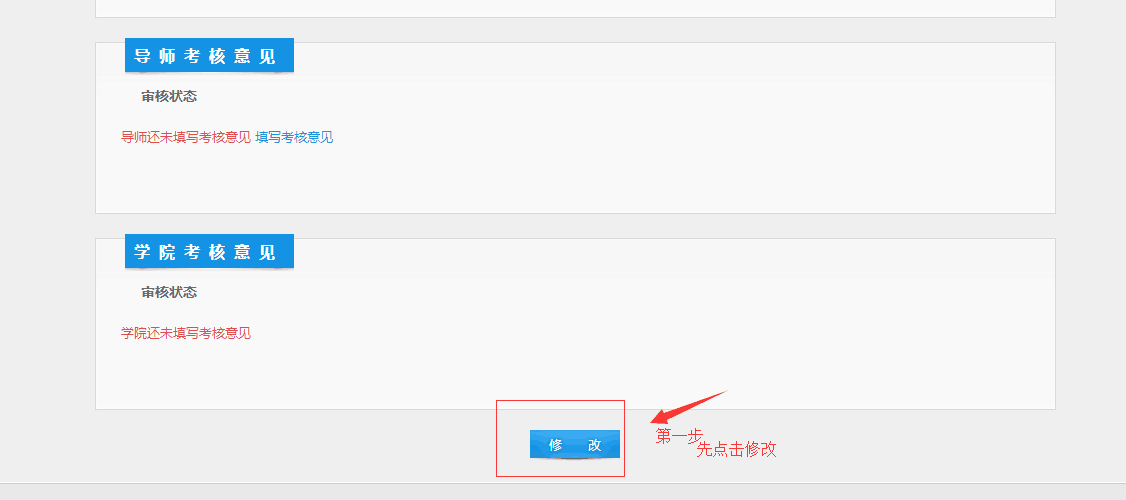 导师考核意见
审核状态
导师还未填写考核意见 填写考核意见
学院考核意见
审核状态
学院还未填写考核意见
修 改
第一步
先点击修改